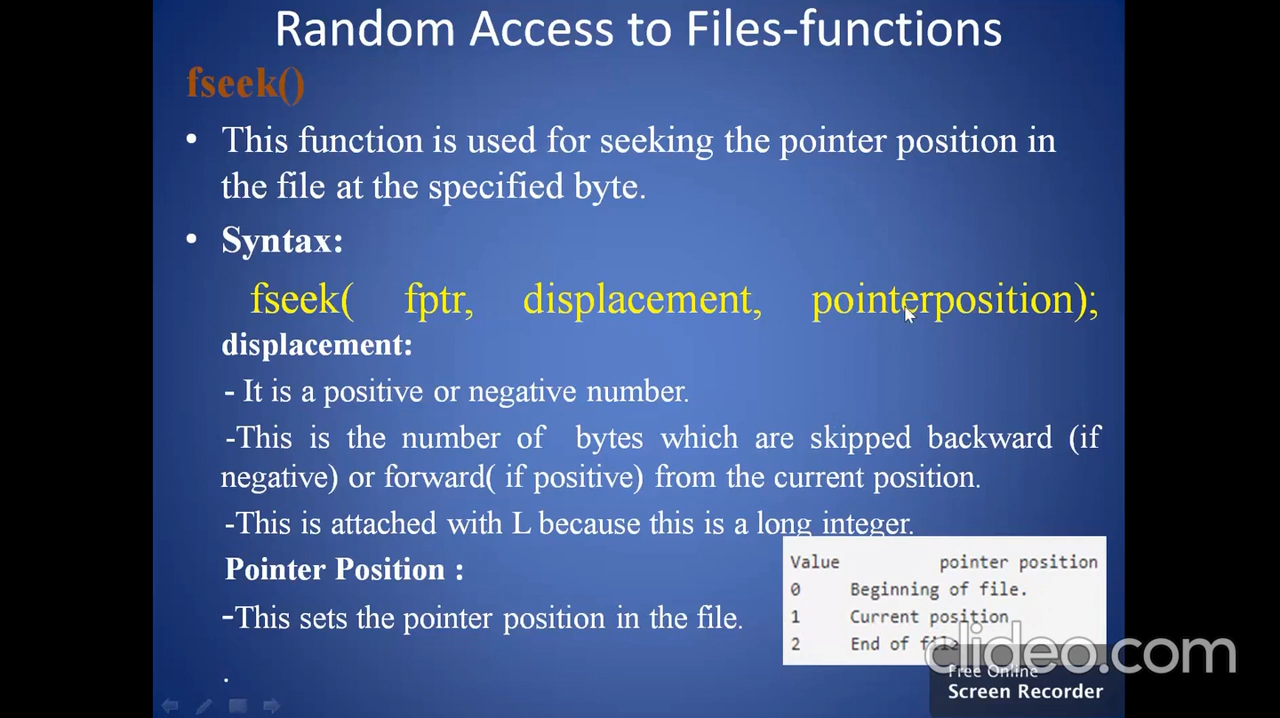 Random Access to Files-functions
fseek()
• This function is used for seeking the pointer position in
the file at the specified byte.
• Syntax:
fseek( fptr, displacement, pointerposition);
displacement:
- It is a positive or negative number.
-This is the number of bytes which are skipped backward (if
negative) or forward( if positive) from the current position.
-This is attached with L because this is a long integer.
Pointer Position :
-This sets the pointer position in the file.
.
Value pointer position
0 Beginning of file.
1 Current position
2 End of file
clideo.com
Free Online
Screen Recorder